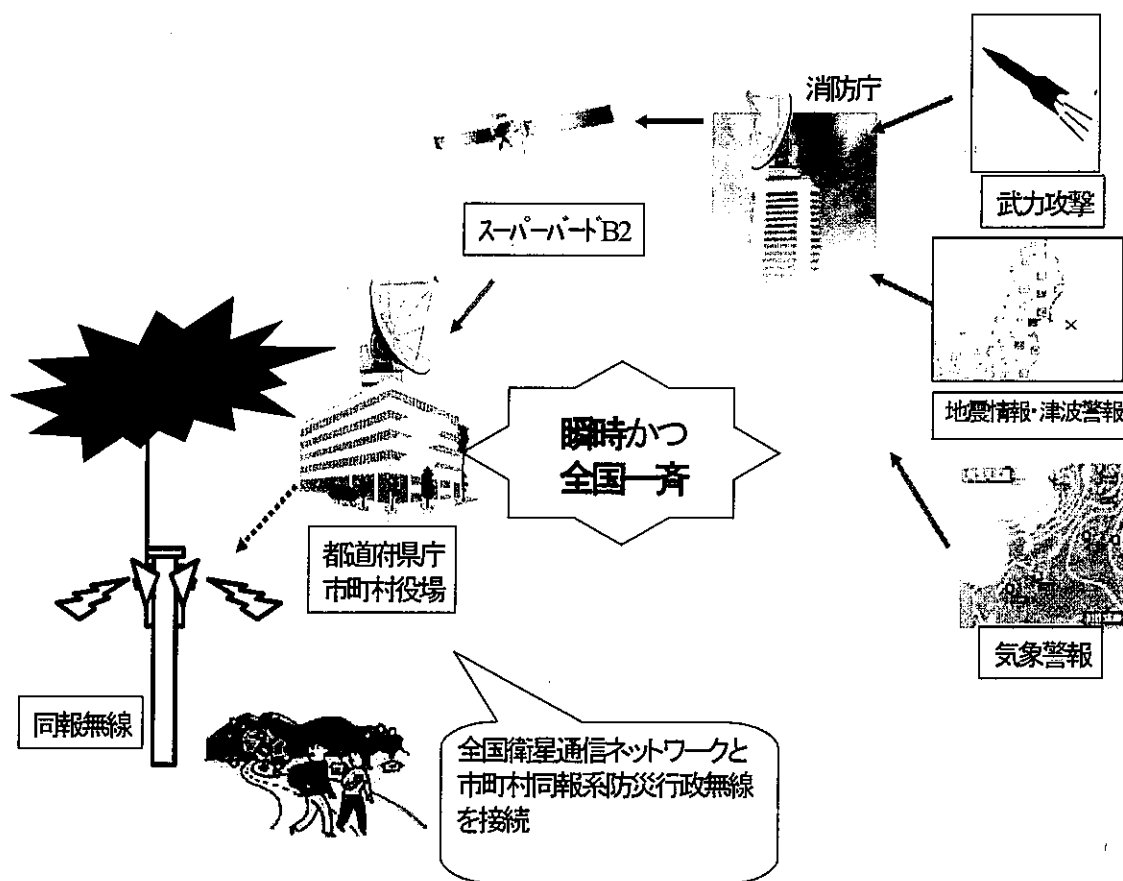 消防庁
武力攻撃
スーパーバードB2
地震情報・津波警報
瞬時かつ
全国一斉
都道府県庁
市町村役場
気象警報
同報無線
全国衛星通信ネットワークと
市町村同報系防災行政無線
を接続